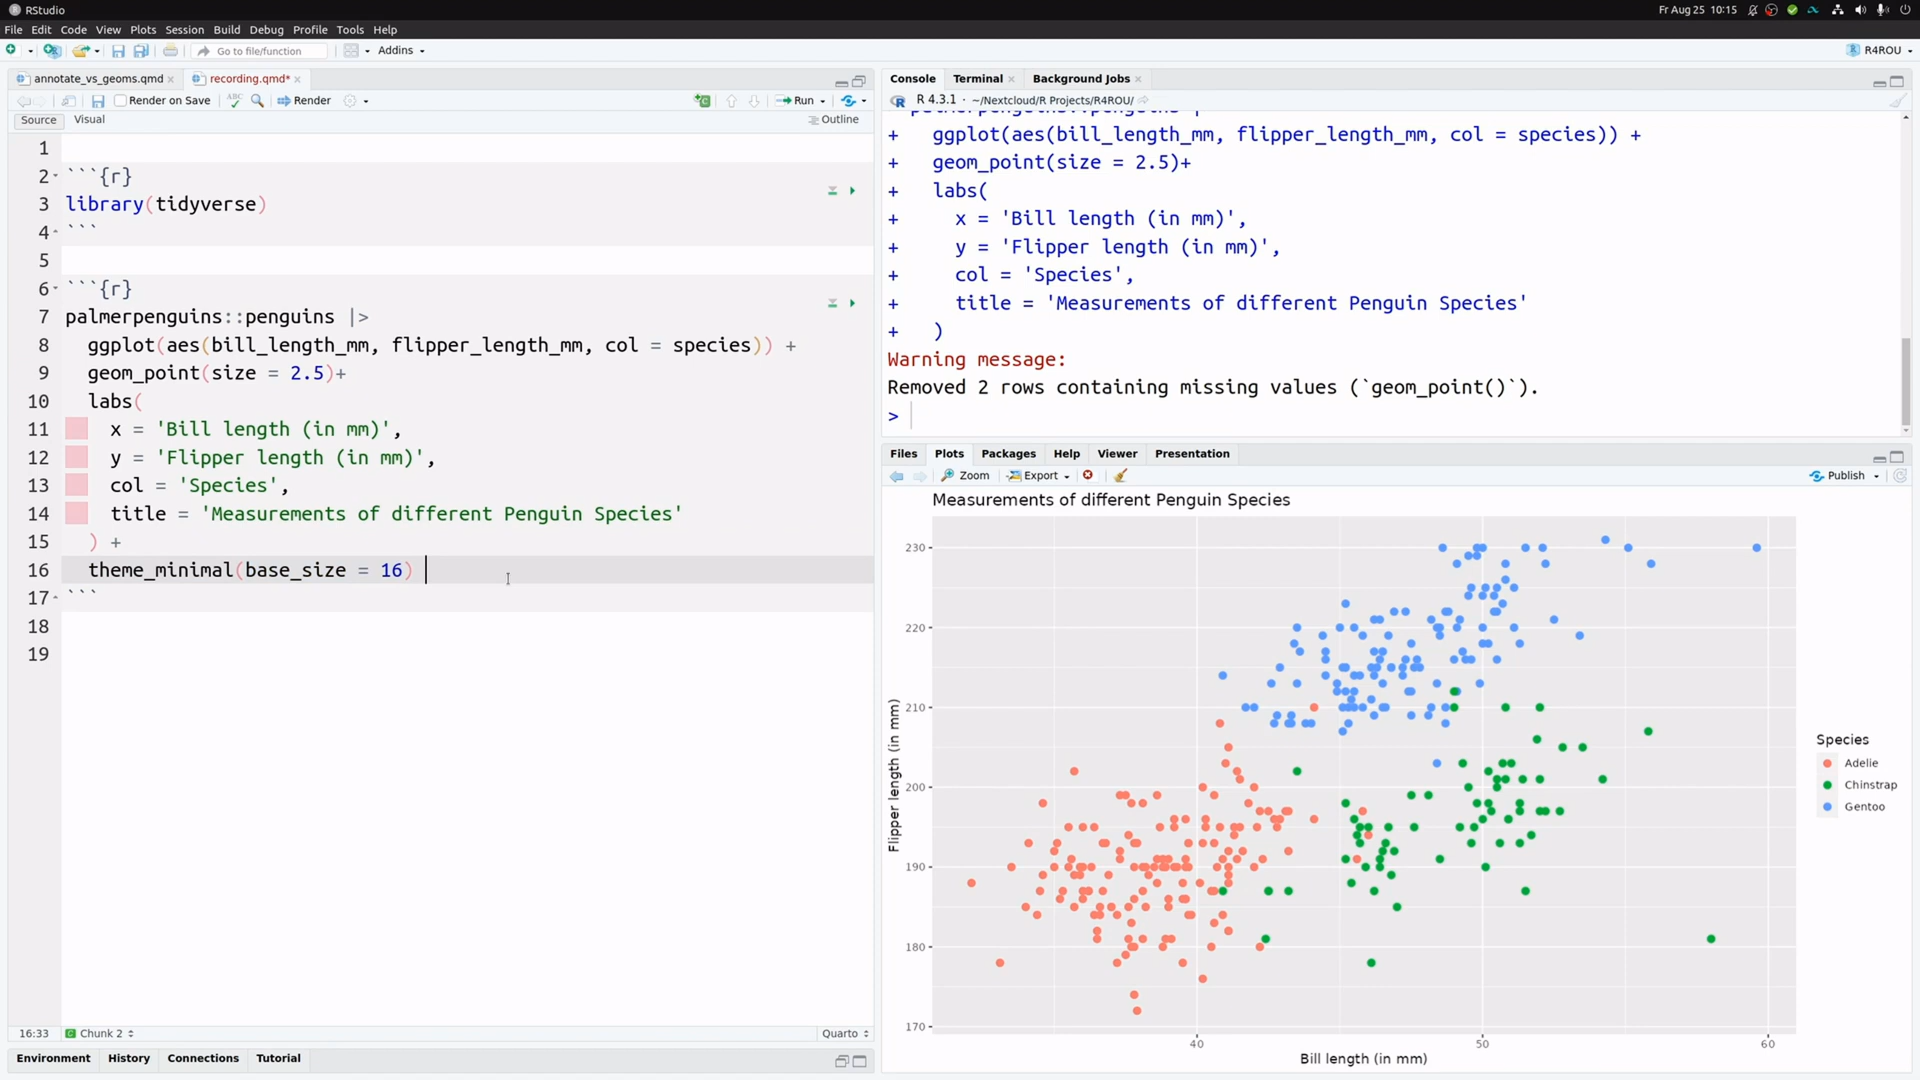 RStudio
Fr Aug 25 10:15
File Edit Code View Plots Session Build Debug Profile Tools Help
Go to file/function
Addins
R4ROU
annotate_vs_geoms.qmd
recording.qmd*
Render on Save
ABC
Render
Run
Source
Visual
Outline
1
2 ```{r}
3 library(tidyverse)
4 ```
5
6 ```{r}
7 palmerpenguins::penguins |>
8 ggplot(aes(bill_length_mm, flipper_length_mm, col = species)) +
9 geom_point(size = 2.5)+
10 labs(
11 x = 'Bill length (in mm)',
12 y = 'Flipper length (in mm)',
13 col = 'Species',
14 title = 'Measurements of different Penguin Species'
15 ) +
16 theme_minimal(base_size = 16)
17 ```
18
19
16:33
Chunk 2
Quarto
Environment History Connections Tutorial
Console Terminal Background Jobs
R 4.3.1 · ~/Nextcloud/R Projects/R4ROU/
+ ggplot(aes(bill_length_mm, flipper_length_mm, col = species)) +
+ geom_point(size = 2.5)+
+ labs(
+ x = 'Bill length (in mm)',
+ y = 'Flipper length (in mm)',
+ col = 'Species',
+ title = 'Measurements of different Penguin Species'
+ )
Warning message:
Removed 2 rows containing missing values (`geom_point()`).
>
Files Plots Packages Help Viewer Presentation
Zoom
Export
Publish
Measurements of different Penguin Species
230
220
210
200
190
180
170
Flipper length (in mm)
40
50
60
Bill length (in mm)
Species
Adelie
Chinstrap
Gentoo